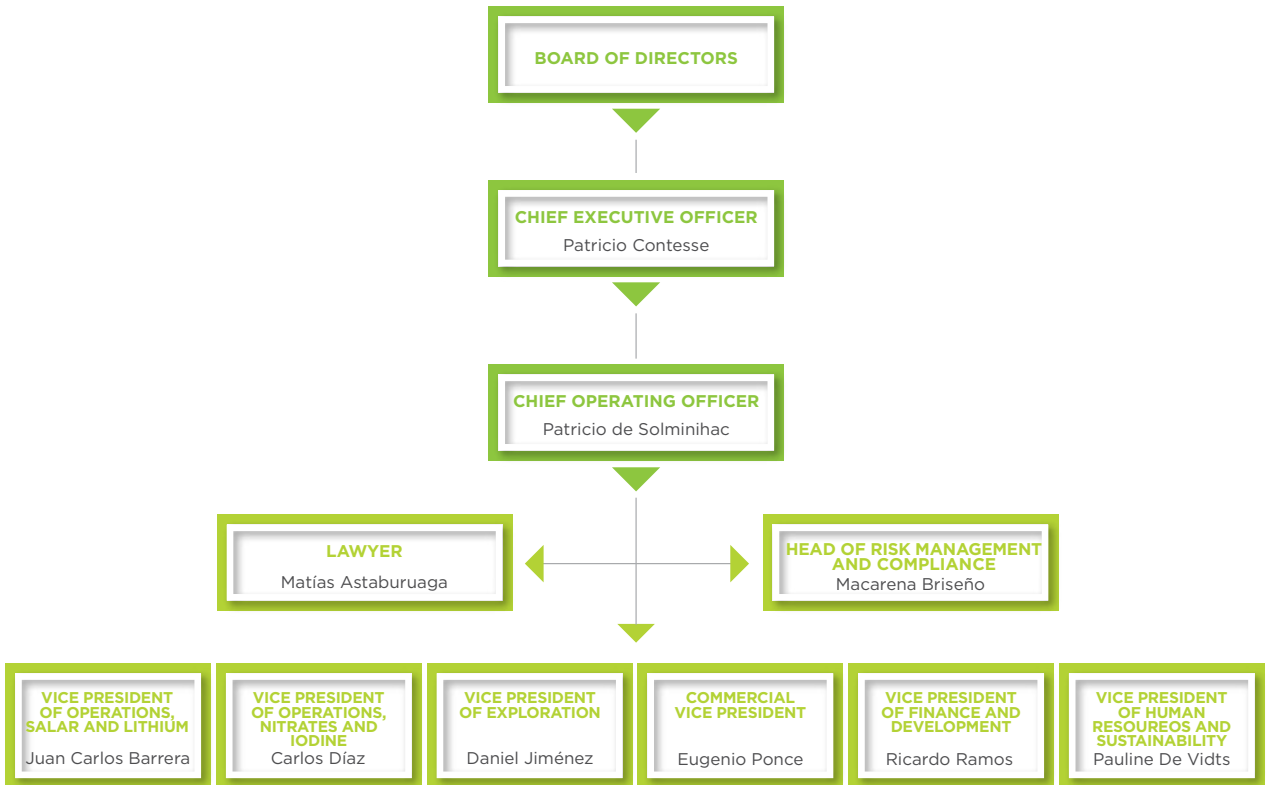 BOARD OF DIRECTORS
CHIEF EXECUTIVE OFFICER
Patricio Contesse
CHIEF OPERATING OFFICER
Patricio de Solminihac
LAWYER
Matías Astaburuaga
HEAD OF RISK MANAGEMENT
AND COMPLIANCE
Macarena Briseño
VICE PRESIDENT
OF OPERATIONS,
SALAR AND LITHIUM
Juan Carlos Barrera
VICE PRESIDENT
OF OPERATIONS,
NITRATES AND
IODINE
Carlos Díaz
VICE PRESIDENT
OF EXPLORATION
Daniel Jiménez
COMMERCIAL
VICE PRESIDENT
Eugenio Ponce
VICE PRESIDENT
OF FINANCE AND
DEVELOPMENT
Ricardo Ramos
VICE PRESIDENT
OF HUMAN
RESOUREOS AND
SUSTAINABILITY
Pauline De Vidts